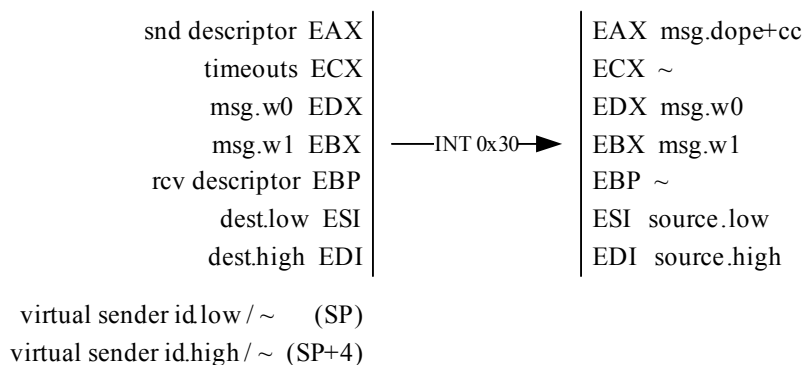 snd descriptor EAX
timeouts ECX
msg.w0 EDX
msg.w1 EBX
rcv descriptor EBP
dest.low ESI
dest.high EDI
INT 0x30
EAX msg.dope+cc
ECX ~
EDX msg.w0
EBX msg.w1
EBP ~
ESI source.low
EDI source.high
virtual sender id.low / ~ (SP)
virtual sender id.high / ~ (SP+4)